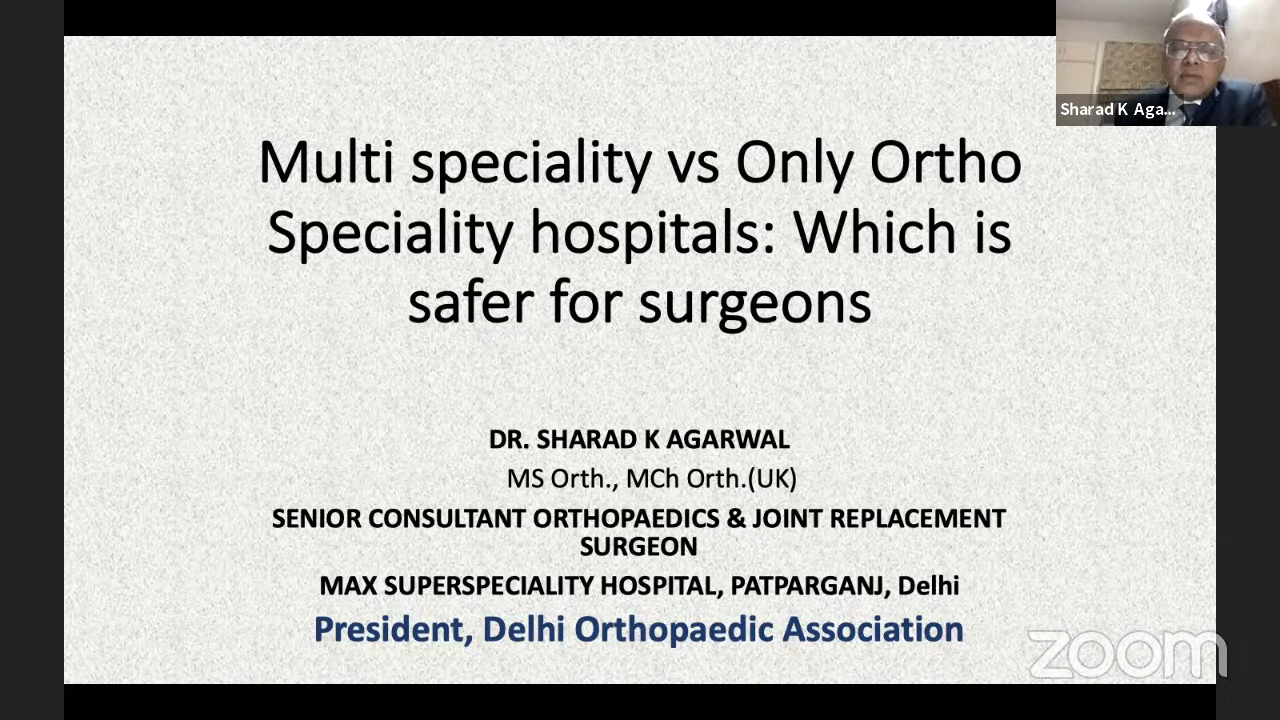 Sharad K Aga...
Multi speciality vs Only Ortho
Speciality hospitals: Which is
safer for surgeons
DR. SHARAD K AGARWAL
MS Orth., MCh Orth.(UK)
SENIOR CONSULTANT ORTHOPAEDICS & JOINT REPLACEMENT
SURGEON
MAX SUPERSPECIALITY HOSPITAL, PATPARGANJ, Delhi
President, Delhi Orthopaedic Association
zoom